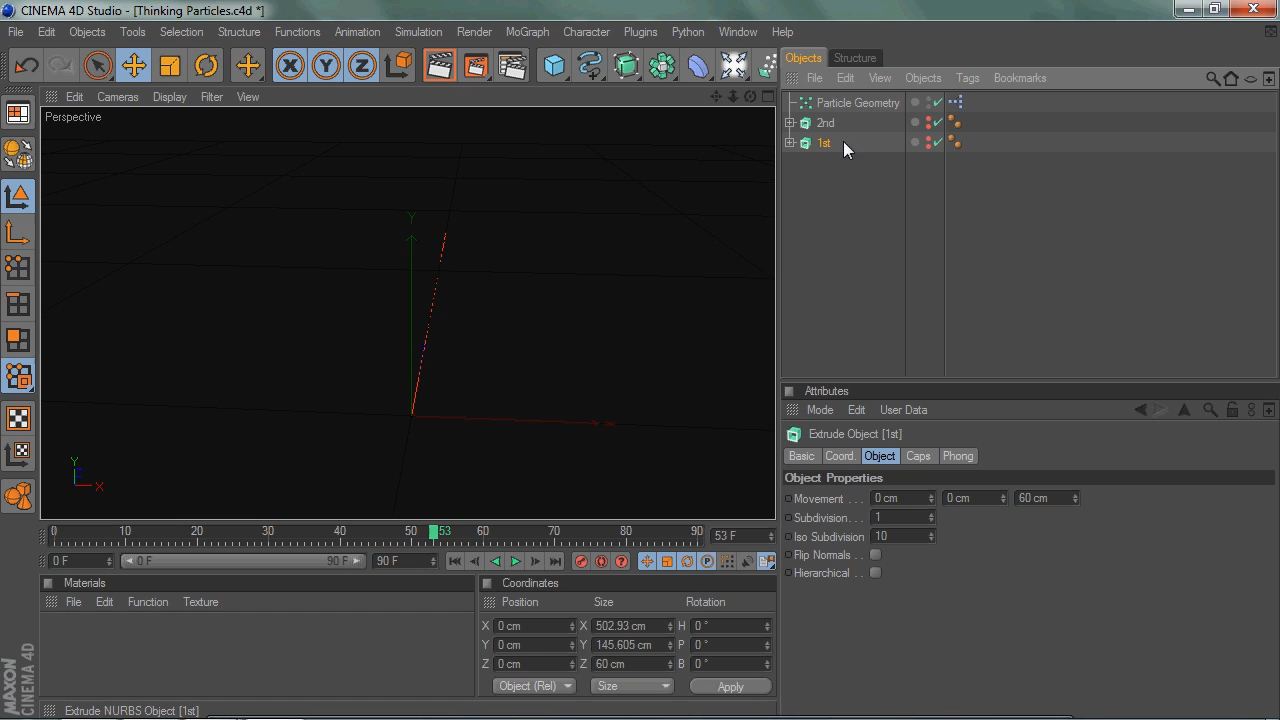 CINEMA 4D Studio - [Thinking Particles.c4d *]
File Edit Objects Tools Selection Structure Functions Animation Simulation Render MoGraph Character Plugins Python Window Help
Objects Structure
File Edit View Objects Tags Bookmarks
Edit Cameras Display Filter View
Perspective
Particle Geometry
2nd
1st
Y
X
Y
Z
X
Attributes
Mode Edit User Data
Extrude Object [1st]
Basic Coord. Object Caps Phong
Object Properties
Movement . . . 0 cm 0 cm 60 cm
Subdivision. . . 1
Iso Subdivision 10
Flip Normals . .
Hierarchical . . .
0 10 20 30 40 50 53 60 70 80 90 53 F
0 F 0 F 90 F 90 F
Materials
File Edit Function Texture
Coordinates
Position Size Rotation
X 0 cm X 502.93 cm H 0 °
Y 0 cm Y 145.605 cm P 0 °
Z 0 cm Z 60 cm B 0 °
Object (Rel) Size Apply
MAXON
CINEMA 4D
Extrude NURBS Object [1st]